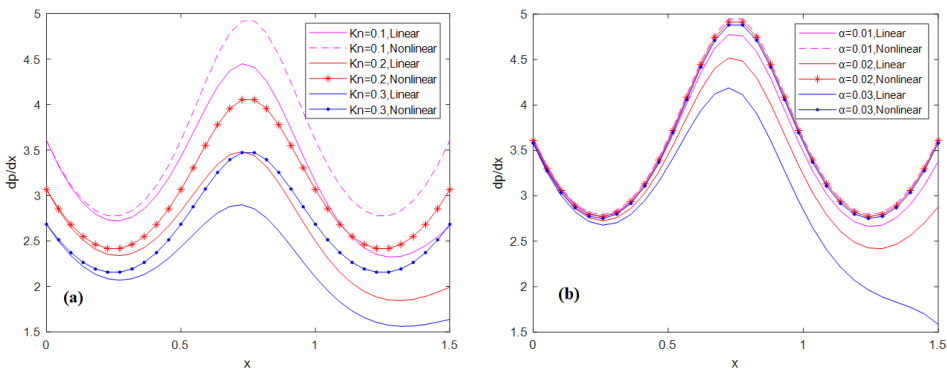 5
4.5
4
3.5
3
2.5
2
1.5
dp/dx
0
0.5
1
1.5
x
Kn=0.1,Linear
Kn=0.1,Nonlinear
Kn=0.2,Linear
Kn=0.2,Nonlinear
Kn=0.3,Linear
Kn=0.3,Nonlinear
(a)
5
4.5
4
3.5
3
2.5
2
1.5
dp/dx
0
0.5
1
1.5
x
α=0.01,Linear
α=0.01,Nonlinear
α=0.02,Linear
α=0.02,Nonlinear
α=0.03,Linear
α=0.03,Nonlinear
(b)